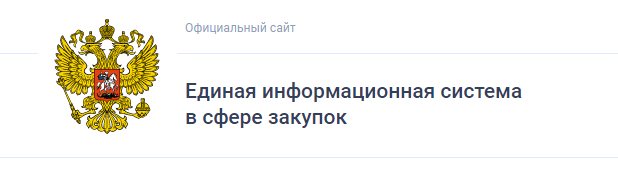 Официальный сайт
Единая информационная система
в сфере закупок